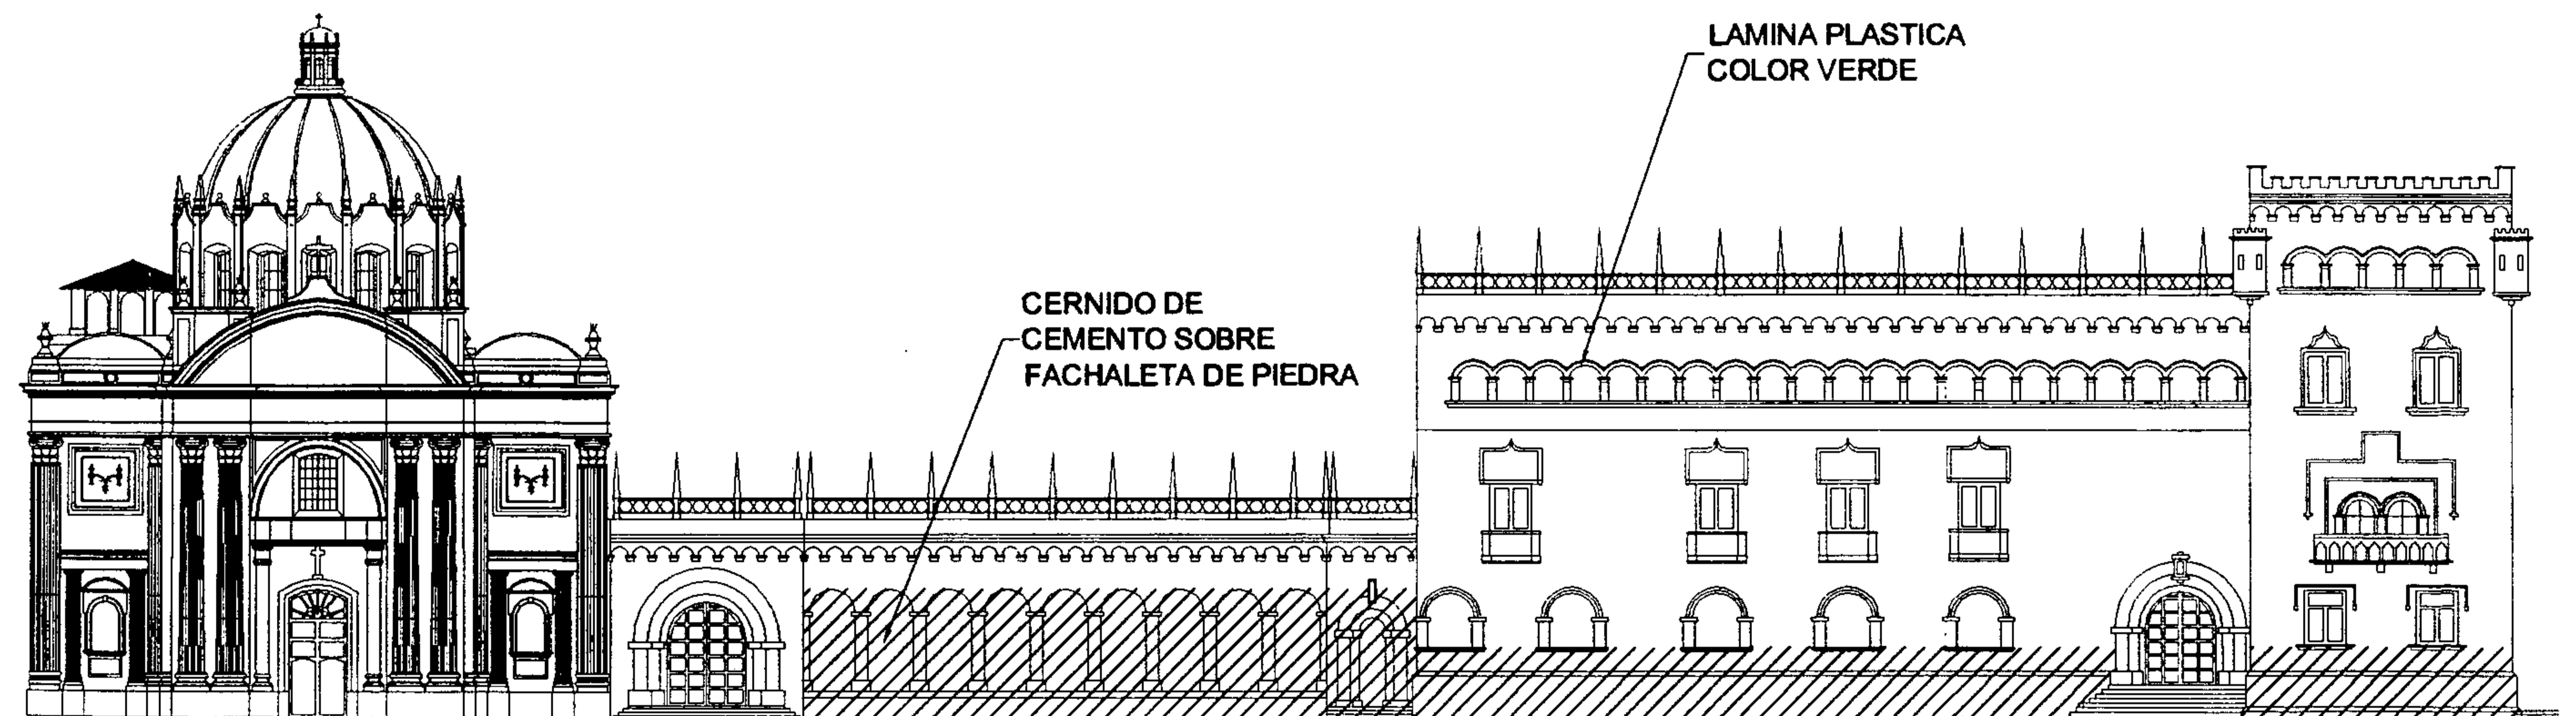 LAMINA PLASTICA
COLOR VERDE
CERNIDO DE
CEMENTO SOBRE
FACHALETA DE PIEDRA